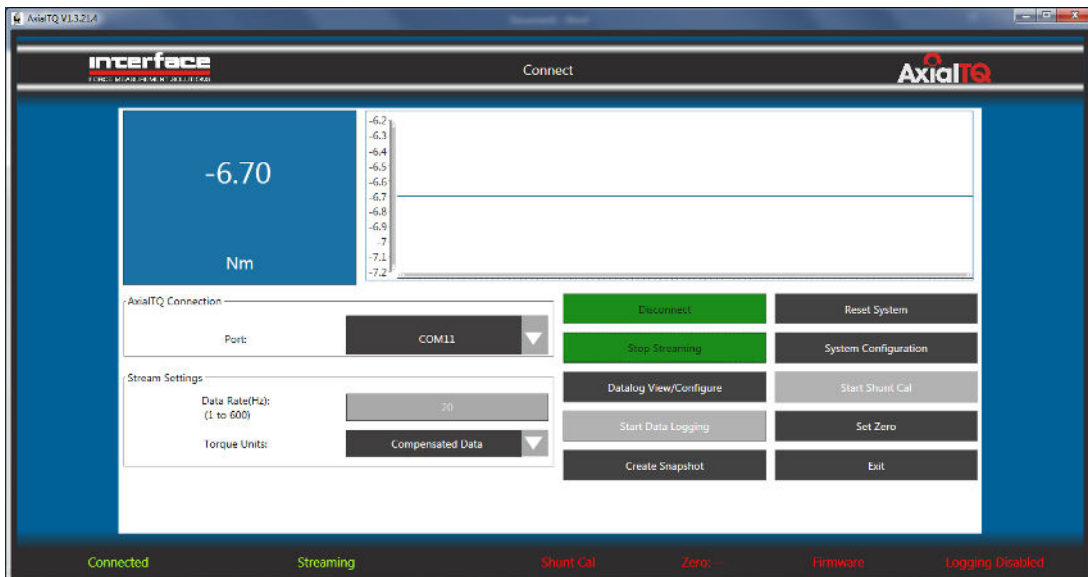 AxialTQ V1.3.21.4
interface
FORCE MEASUREMENT SOLUTIONS
Connect
AxialTQ
-6.70
Nm
-6.2
-6.3
-6.4
-6.5
-6.6
-6.7
-6.8
-6.9
-7
-7.1
-7.2
AxialTQ Connection
Port:
COM11
Disconnect
Reset System
Stop Streaming
System Configuration
Stream Settings
Data Rate(Hz):
(1 to 600)
20
Torque Units:
Compensated Data
Datalog View/Configure
Start Shunt Cal
Start Data Logging
Set Zero
Create Snapshot
Exit
Connected
Streaming
Shunt Cal
Zero: --
Firmware
Logging Disabled